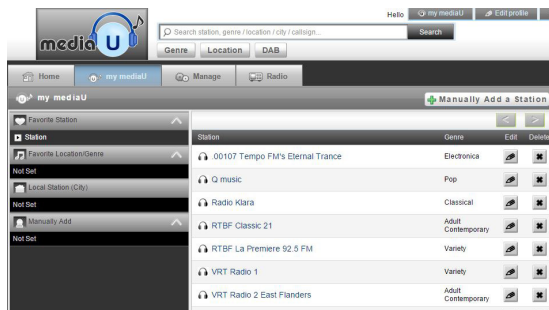 Hello my mediaU Edit profile
media U
Search station, genre / location / city / callsign...
Search
Genre Location DAB
Home my mediaU Manage Radio
my mediaU Manually Add a Station
Favorite Station < >
Station Station Genre Edit Delete
Favorite Location/Genre
Not Set
Local Station (City)
Not Set
Manually Add
Not Set
.00107 Tempo FM's Eternal Trance Electronica
Q music Pop
Radio Klara Classical
RTBF Classic 21 Adult
Contemporary
RTBF La Premiere 92.5 FM Variety
VRT Radio 1 Variety
VRT Radio 2 East Flanders Adult
Contemporary